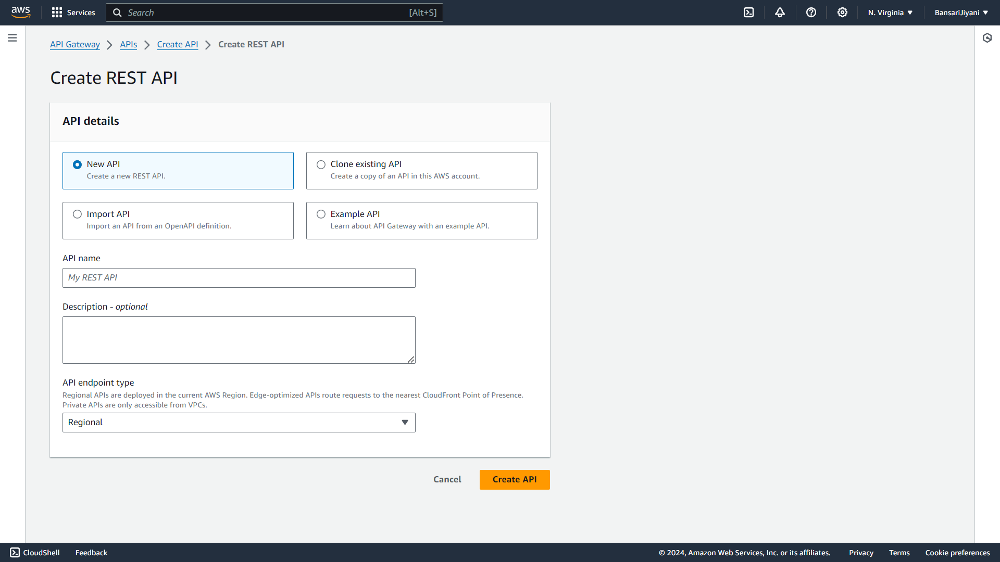 aws
Services
Search [Alt+S]
N. Virginia
BansariJiyani
API Gateway > APIs > Create API > Create REST API
Create REST API
API details
New API
Create a new REST API.
Clone existing API
Create a copy of an API in this AWS account.
Import API
Import an API from an OpenAPI definition.
Example API
Learn about API Gateway with an example API.
API name
My REST API
Description - optional
API endpoint type
Regional APIs are deployed in the current AWS Region. Edge-optimized APIs route requests to the nearest CloudFront Point of Presence.
Private APIs are only accessible from VPCs.
Regional
Cancel
Create API
CloudShell
Feedback
© 2024, Amazon Web Services, Inc. or its affiliates.
Privacy
Terms
Cookie preferences